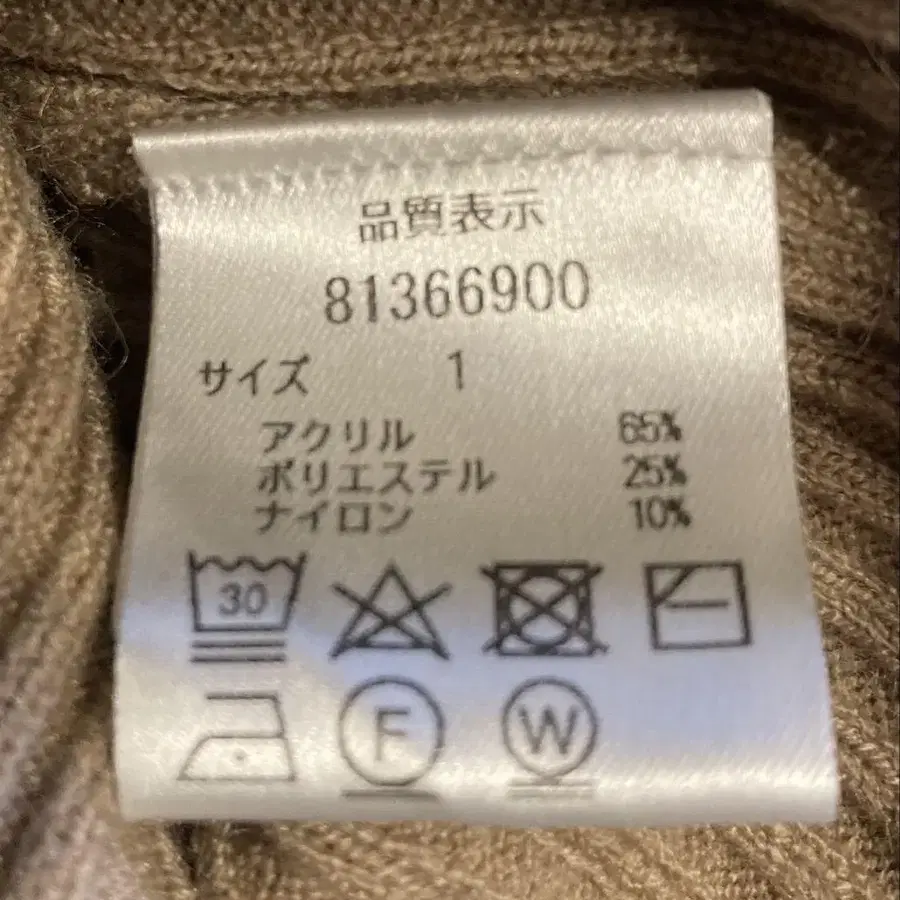 品質表示
81366900
サイズ 1
アクリル 65%
ポリエステル 25%
ナイロン 10%
30
F W